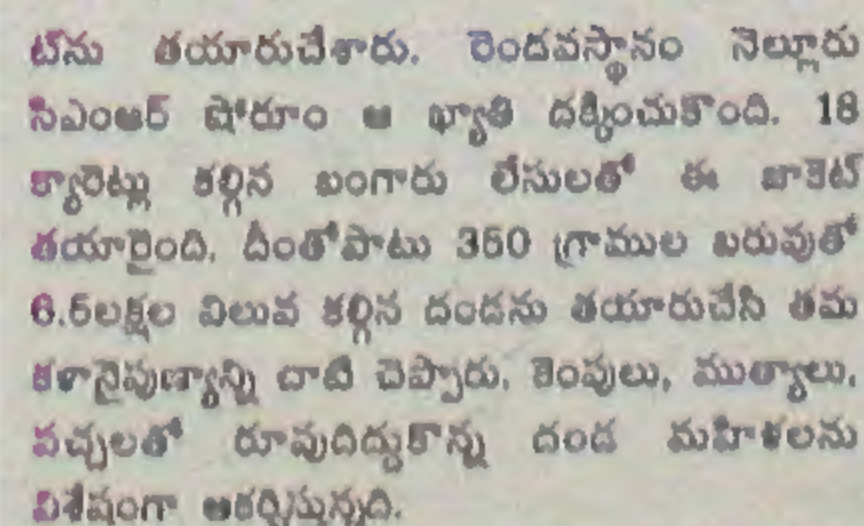 ట్‌ను తయారుచేశారు. రెండవస్థానం నెల్లూరు
సిఎంఆర్ షోరూం ఆ ఖ్యాతి దక్కించుకొంది. 18
క్యారెట్లు కల్గిన బంగారు లేసులతో ఈ జాకెట్
తయారైంది. దీంతోపాటు 350 గ్రాముల బరువుతో
6.5లక్షల విలువ కల్గిన దండను తయారుచేసి తమ
కళానైపుణ్యాన్ని చాటి చెప్పారు. కెంపులు, ముత్యాలు,
పచ్చలతో రూపుదిద్దుకొన్న దండ మహిళలను
విశేషంగా ఆకర్షిస్తున్నది.